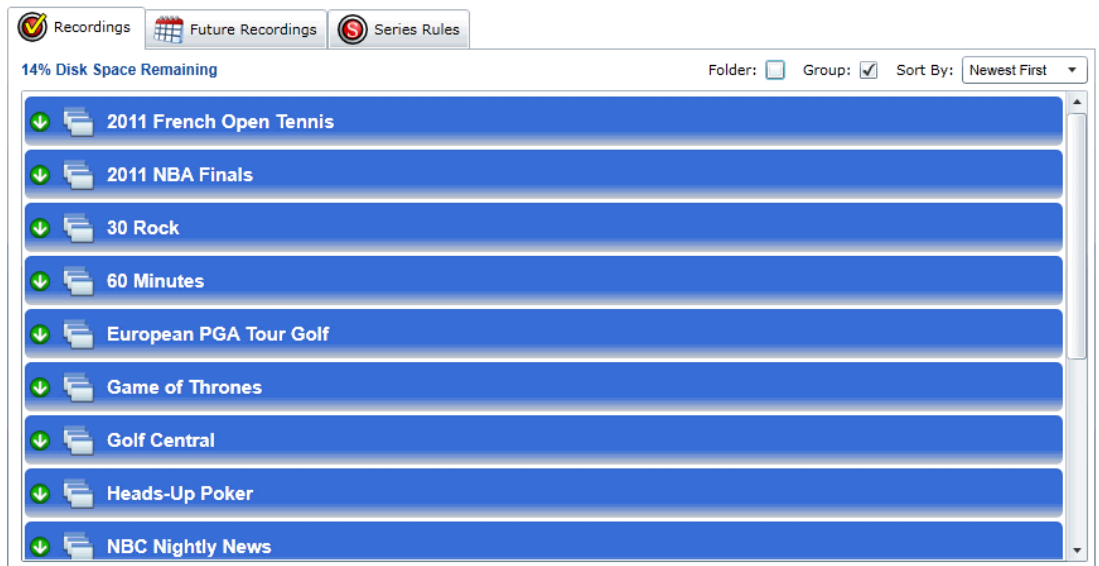 Recordings Future Recordings S Series Rules
14% Disk Space Remaining Folder: Group: Sort By: Newest First
2011 French Open Tennis
2011 NBA Finals
30 Rock
60 Minutes
European PGA Tour Golf
Game of Thrones
Golf Central
Heads-Up Poker
NBC Nightly News